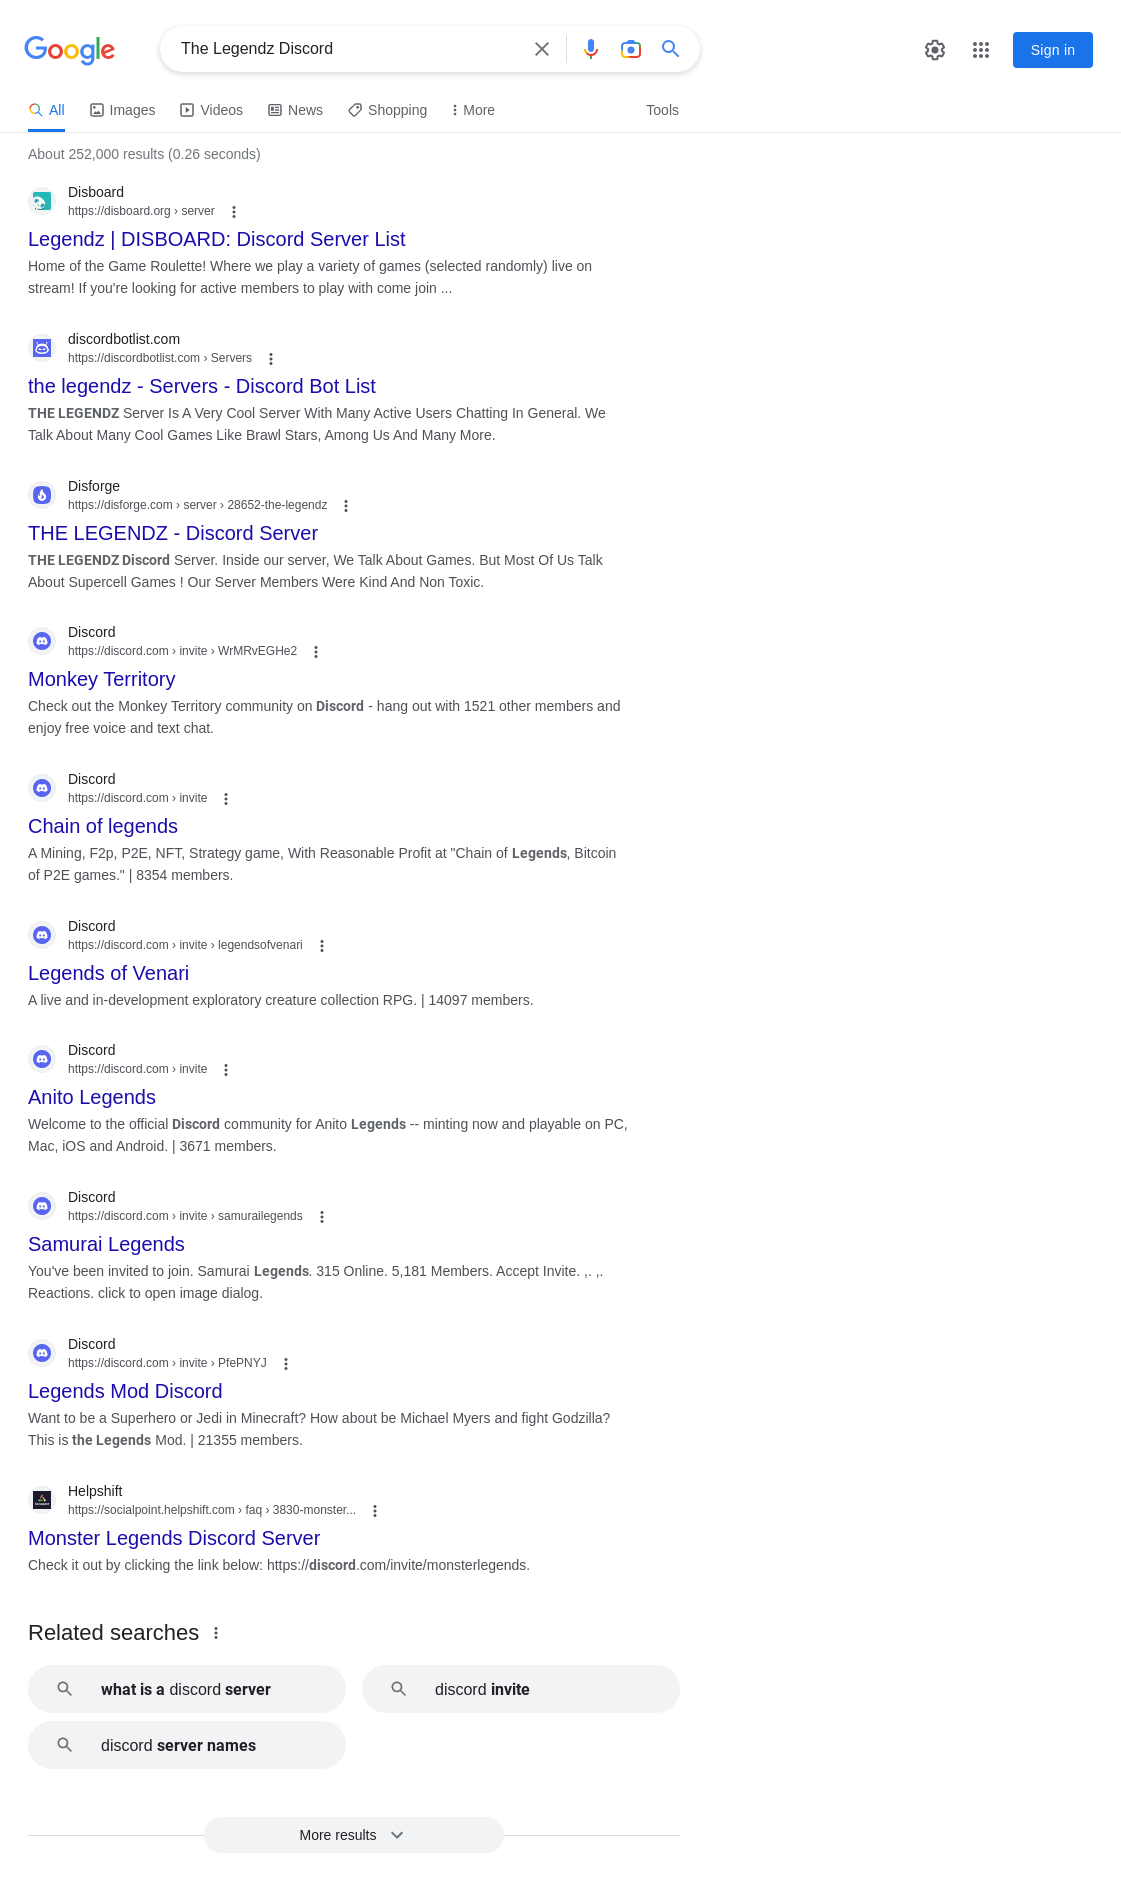 Google
The Legendz Discord
Sign in
All
Images
Videos
News
Shopping
More
Tools
About 252,000 results (0.26 seconds)
Disboard
https://disboard.org › server
Legendz | DISBOARD: Discord Server List
Home of the Game Roulette! Where we play a variety of games (selected randomly) live on
stream! If you're looking for active members to play with come join ...
discordbotlist.com
https://discordbotlist.com › Servers
the legendz - Servers - Discord Bot List
THE LEGENDZ Server Is A Very Cool Server With Many Active Users Chatting In General. We
Talk About Many Cool Games Like Brawl Stars, Among Us And Many More.
Disforge
https://disforge.com › server › 28652-the-legendz
THE LEGENDZ - Discord Server
THE LEGENDZ Discord Server. Inside our server, We Talk About Games. But Most Of Us Talk
About Supercell Games ! Our Server Members Were Kind And Non Toxic.
Discord
https://discord.com › invite › WrMRvEGHe2
Monkey Territory
Check out the Monkey Territory community on Discord - hang out with 1521 other members and
enjoy free voice and text chat.
Discord
https://discord.com › invite
Chain of legends
A Mining, F2p, P2E, NFT, Strategy game, With Reasonable Profit at "Chain of Legends, Bitcoin
of P2E games." | 8354 members.
Discord
https://discord.com › invite › legendsofvenari
Legends of Venari
A live and in-development exploratory creature collection RPG. | 14097 members.
Discord
https://discord.com › invite
Anito Legends
Welcome to the official Discord community for Anito Legends -- minting now and playable on PC,
Mac, iOS and Android. | 3671 members.
Discord
https://discord.com › invite › samurailegends
Samurai Legends
You've been invited to join. Samurai Legends. 315 Online. 5,181 Members. Accept Invite. ,. ,.
Reactions. click to open image dialog.
Discord
https://discord.com › invite › PfePNYJ
Legends Mod Discord
Want to be a Superhero or Jedi in Minecraft? How about be Michael Myers and fight Godzilla?
This is the Legends Mod. | 21355 members.
Helpshift
https://socialpoint.helpshift.com › faq › 3830-monster...
Monster Legends Discord Server
Check it out by clicking the link below: https://discord.com/invite/monsterlegends.
Related searches
what is a discord server
discord invite
discord server names
More results